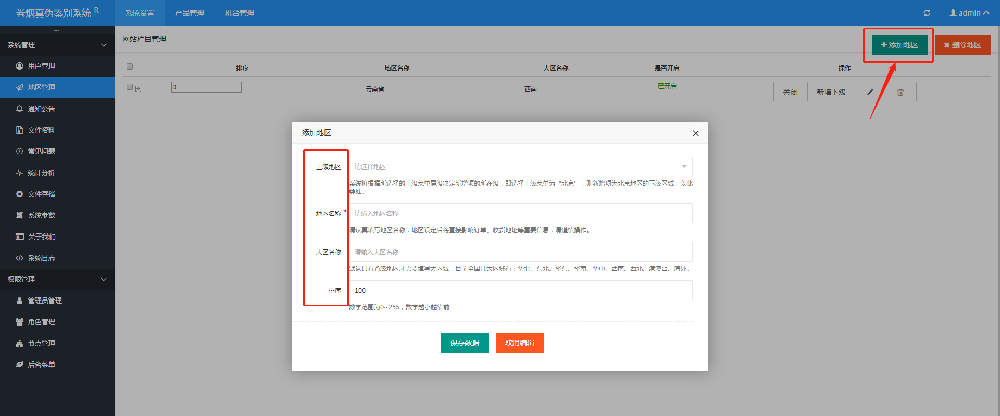 卷烟真伪鉴别系统 R
系统设置 产品管理 机台管理
admin
系统管理
用户管理
地区管理
通知公告
文件资料
常见问题
统计分析
文件存储
系统参数
关于我们
系统日志
权限管理
管理员管理
角色管理
节点管理
后台菜单
网站栏目管理
添加地区 删除地区
排序 地区名称 大区名称 是否开启 操作
[+] 0 云南省 西南 已开启 关闭 新增下级
添加地区
上级地区 请选择地区
系统将根据所选择的上级菜单层级决定新增项的所在级，即选择上级菜单为“北京”，则新增项为北京地区的下级区域，以此
类推。
地区名称 * 请输入地区名称
请认真填写地区名称，地区设定后将直接影响订单、收货地址等重要信息，请谨慎操作。
大区名称 请输入大区名称
默认只有省级地区才需要填写大区域，目前全国几大区域有：华北、东北、华东、华南、华中、西南、西北、港澳台、海外。
排序 100
数字范围为0~255，数字越小越靠前
保存数据 取消编辑